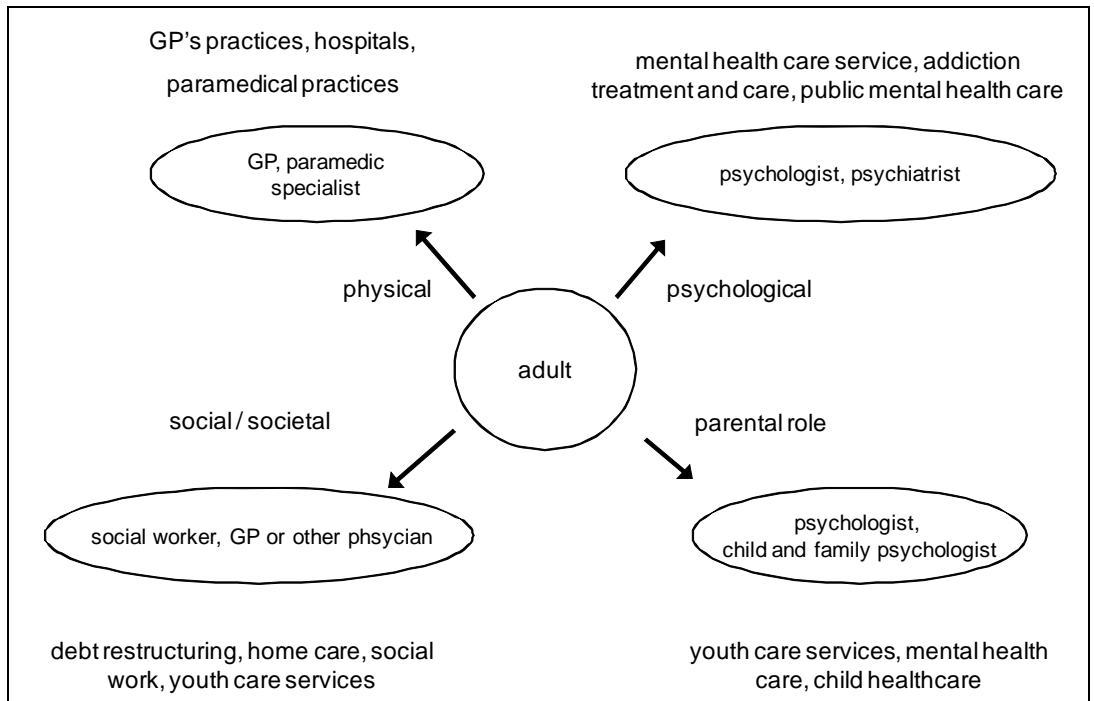 GP's practices, hospitals,
paramedical practices
mental health care service, addiction
treatment and care, public mental health care
GP, paramedic
specialist
psychologist, psychiatrist
physical
psychological
adult
social / societal
parental role
social worker, GP or other phsycian
psychologist,
child and family psychologist
debt restructuring, home care, social
work, youth care services
youth care services, mental health
care, child healthcare